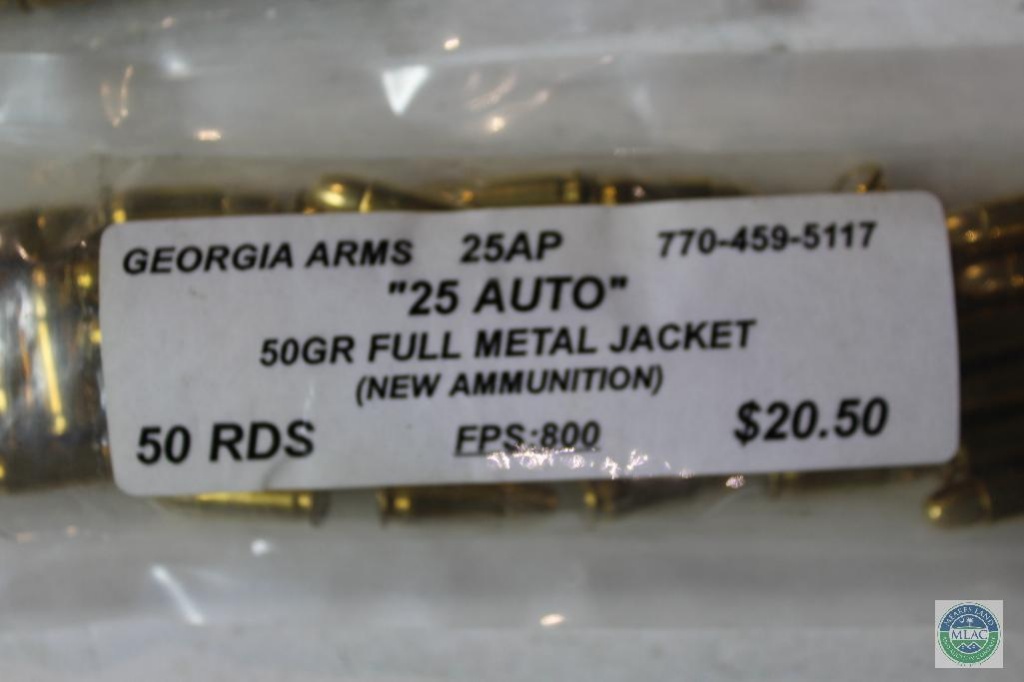 GEORGIA ARMS 25AP 770-459-5117
"25 AUTO"
50GR FULL METAL JACKET
(NEW AMMUNITION)
50 RDS FPS:800 $20.50
MLAC